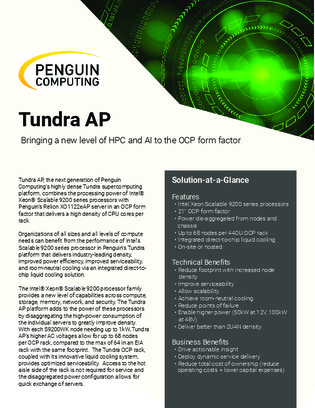 PENGUIN
COMPUTING
Tundra AP
Bringing a new level of HPC and AI to the OCP form factor
Tundra AP, the next generation of Penguin
Computing's highly dense Tundra supercomputing
platform, combines the processing power of Intel®
Xeon® Scalable 9200 series processors with
Penguin's Relion XO1122eAP server in an OCP form
factor that delivers a high density of CPU cores per
rack.
Organizations of all sizes and all levels of compute
needs can benefit from the performance of Intel's
Scalable 9200 series processor in Penguin's Tundra
platform that delivers industry-leading density,
improved power efficiency, improved serviceability,
and room-neutral cooling via an integrated direct-to-
chip liquid cooling solution.
The Intel® Xeon® Scalable 9200 processor family
provides a new level of capabilities across compute,
storage, memory, network, and security. The Tundra
AP platform adds to the power of these processors
by disaggregating the high-power consumption of
the individual servers to greatly improve density.
With each S9200WK node needing up to 1kW, Tundra
AP's higher AC voltages allow for up to 68 nodes
per OCP rack, compared to the max of 64 in an EIA
rack with the same footprint. The Tundra OCP rack,
coupled with its innovative liquid cooling system,
provides optimized serviceability. Access to the hot
aisle side of the rack is not required for service and
the disaggregated power configuration allows for
quick exchange of servers.
Solution-at-a-Glance
Features
• Intel Xeon Scalable 9200 series processors
• 21" OCP form factor
• Power disaggregated from nodes and
chassis
• Up to 68 nodes per 44OU OCP rack
• Integrated direct-to-chip liquid cooling
• On-site or hosted
Technical Benefits
• Reduce footprint with increased node
density
• Improve serviceability
• Allow scalability
• Achieve room-neutral cooling
• Reduce points of failure
• Enable higher power (50kW at 12V, 100kW
at 48V)
• Deliver better than 2U4N density
Business Benefits
• Drive actionable insight
• Deploy dynamic service delivery
• Reduce total cost of ownership (reduce
operating costs + lower capital expenses)